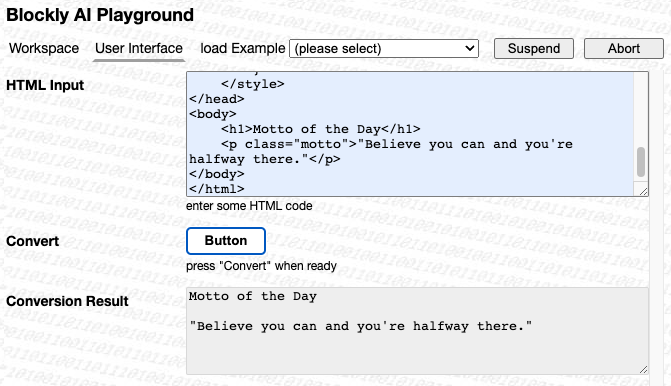 Blockly AI Playground
Workspace User Interface load Example (please select) Suspend Abort
HTML Input
</style>
</head>
<body>
<h1>Motto of the Day</h1>
<p class="motto">"Believe you can and you're
halfway there."</p>
</body>
</html>
enter some HTML code
Convert
Button
press "Convert" when ready
Conversion Result
Motto of the Day
"Believe you can and you're halfway there."